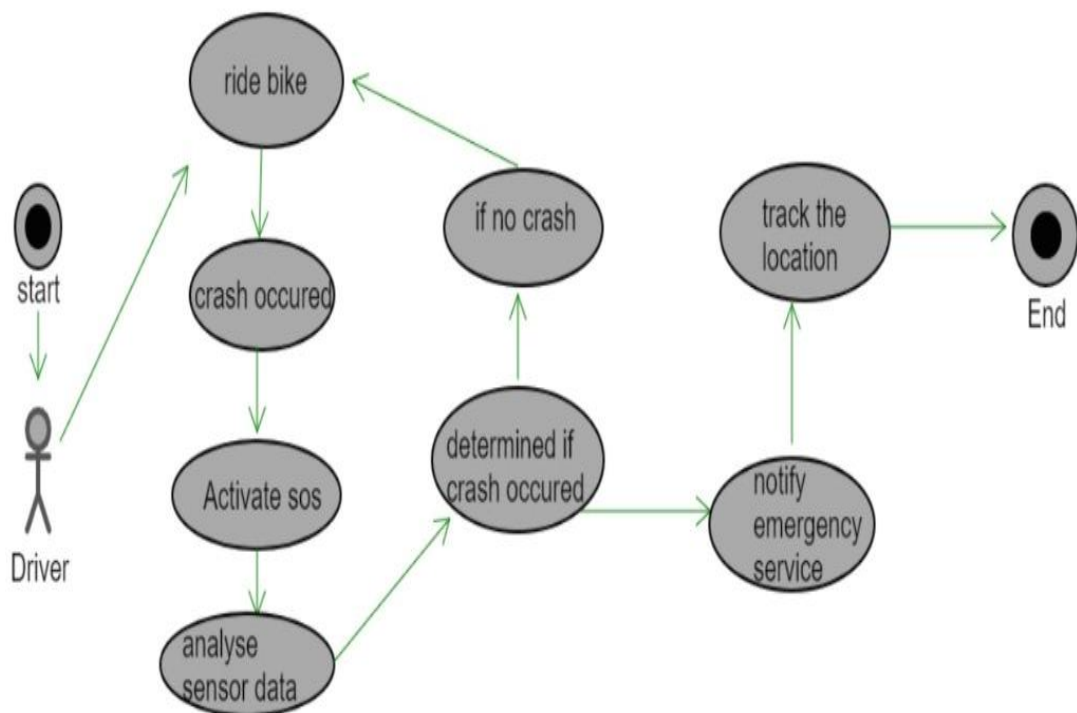 ride bike
start
Driver
crash occured
Activate sos
analyse
sensor data
if no crash
determined if
crash occured
notify
emergency
service
track the
location
End